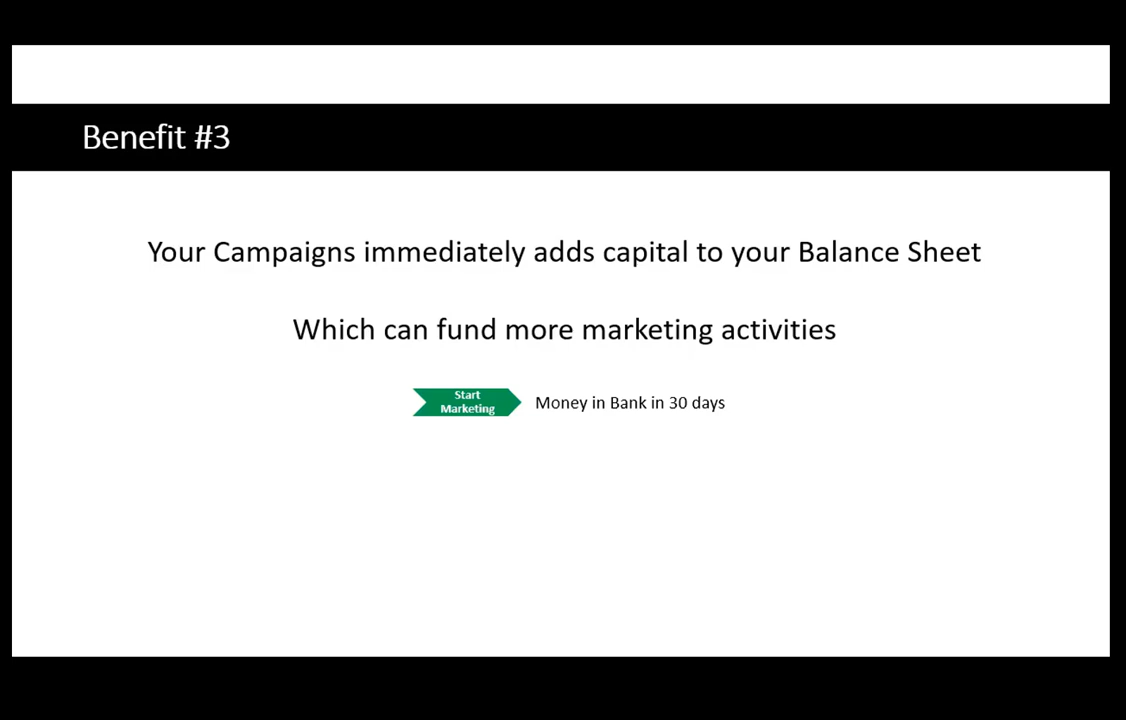 Benefit #3
Your Campaigns immediately adds capital to your Balance Sheet
Which can fund more marketing activities
Start
Marketing
Money in Bank in 30 days